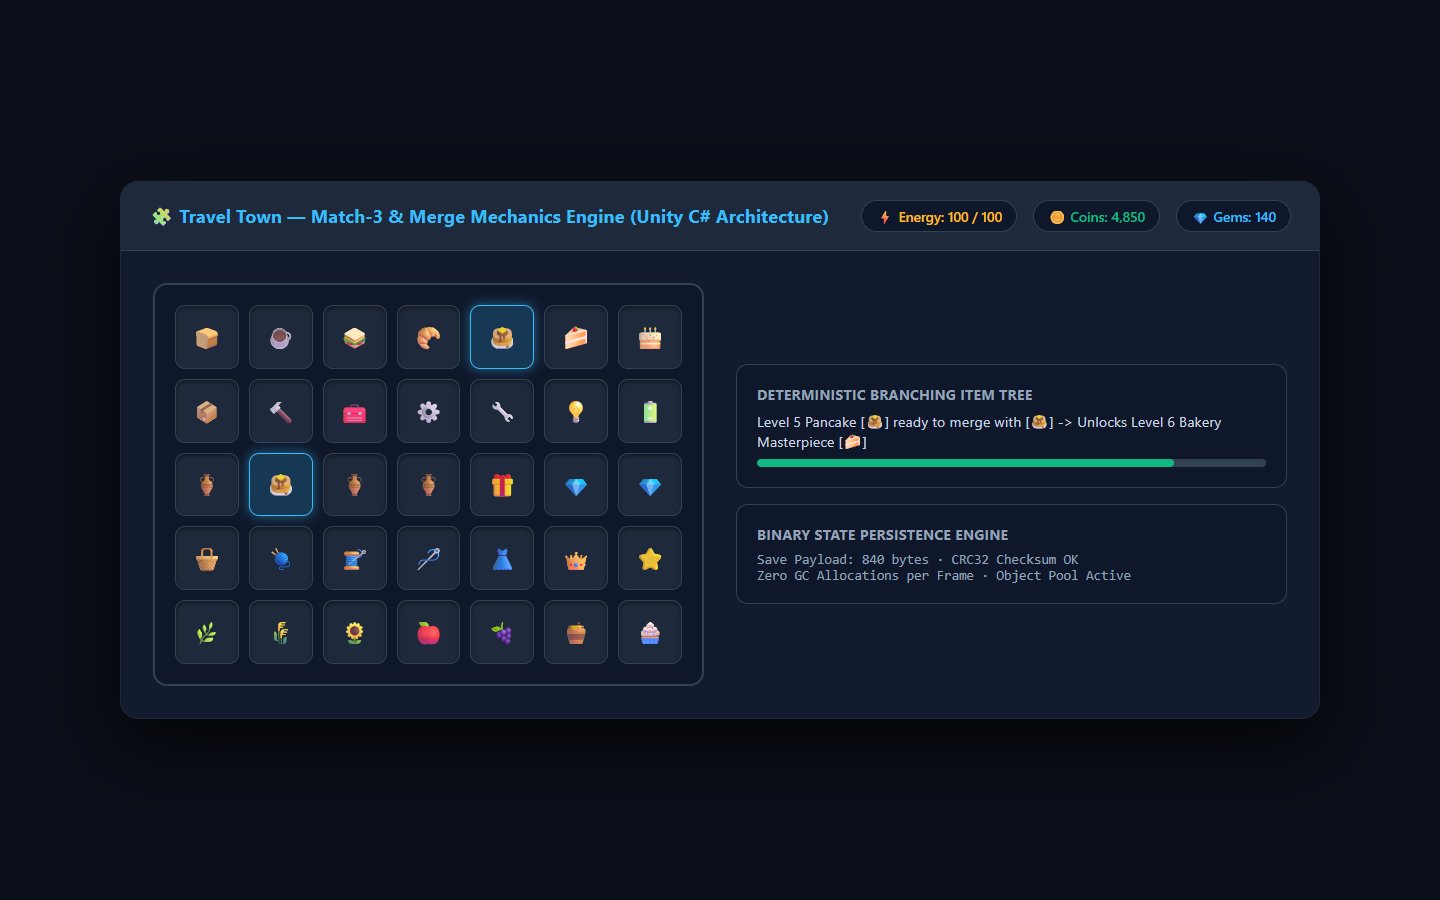 Travel Town — Match-3 & Merge Mechanics Engine (Unity C# Architecture)
Energy: 100 / 100
Coins: 4,850
Gems: 140
DETERMINISTIC BRANCHING ITEM TREE
Level 5 Pancake [🥞] ready to merge with [🥞] -> Unlocks Level 6 Bakery
Masterpiece [🍰]
BINARY STATE PERSISTENCE ENGINE
Save Payload: 840 bytes · CRC32 Checksum OK
Zero GC Allocations per Frame · Object Pool Active